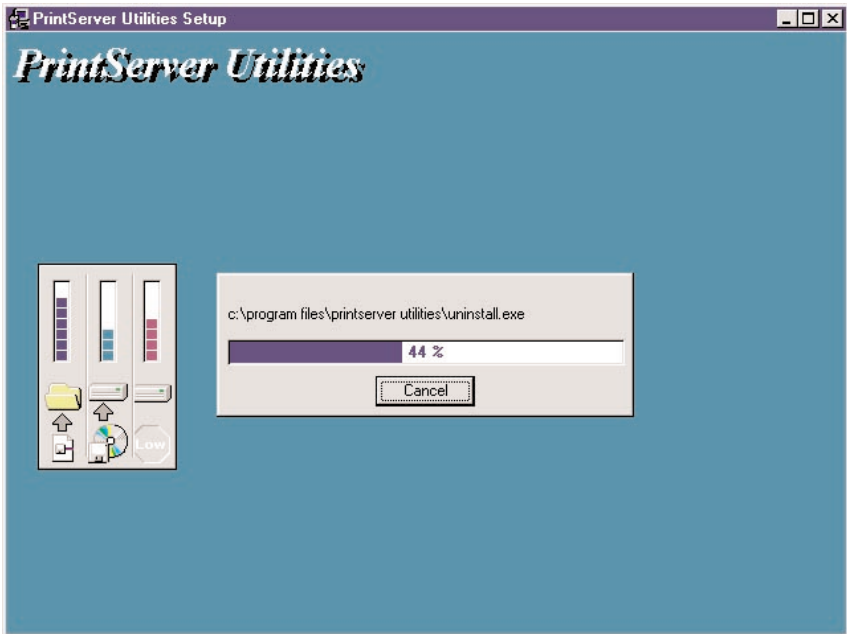 PrintServer Utilities Setup
PrintServer Utilities
c:\program files\printserver utilities\uninstall.exe
44 %
Cancel
Low